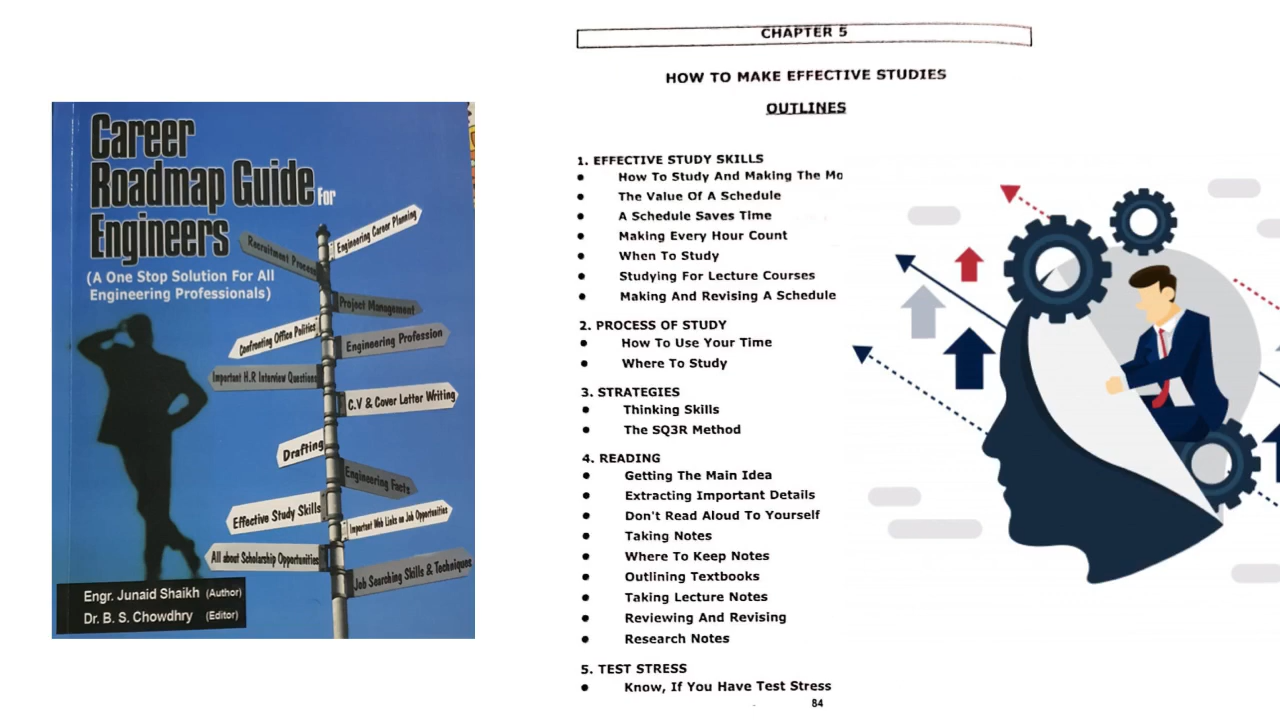 Career
Roadmap Guide For
Engineers
(A One Stop Solution For All
Engineering Professionals)
Engineering Career Planning
Recruitment Process
Project Management
Confronting Office Politics
Engineering Profession
Important H.R Interview Questions
C.V & Cover Letter Writing
Drafting
Engineering Facts
Effective Study Skills
Important Web Links on Job Opportunities
All about Scholarship Opportunities
Job Searching Skills & Techniques
Engr. Junaid Shaikh (Author)
Dr. B. S. Chowdhry (Editor)
CHAPTER 5
HOW TO MAKE EFFECTIVE STUDIES
OUTLINES
1. EFFECTIVE STUDY SKILLS
• How To Study And Making The Mo
• The Value Of A Schedule
• A Schedule Saves Time
• Making Every Hour Count
• When To Study
• Studying For Lecture Courses
• Making And Revising A Schedule
2. PROCESS OF STUDY
• How To Use Your Time
• Where To Study
3. STRATEGIES
• Thinking Skills
• The SQ3R Method
4. READING
• Getting The Main Idea
• Extracting Important Details
• Don't Read Aloud To Yourself
• Taking Notes
• Where To Keep Notes
• Outlining Textbooks
• Taking Lecture Notes
• Reviewing And Revising
• Research Notes
5. TEST STRESS
• Know, If You Have Test Stress
84